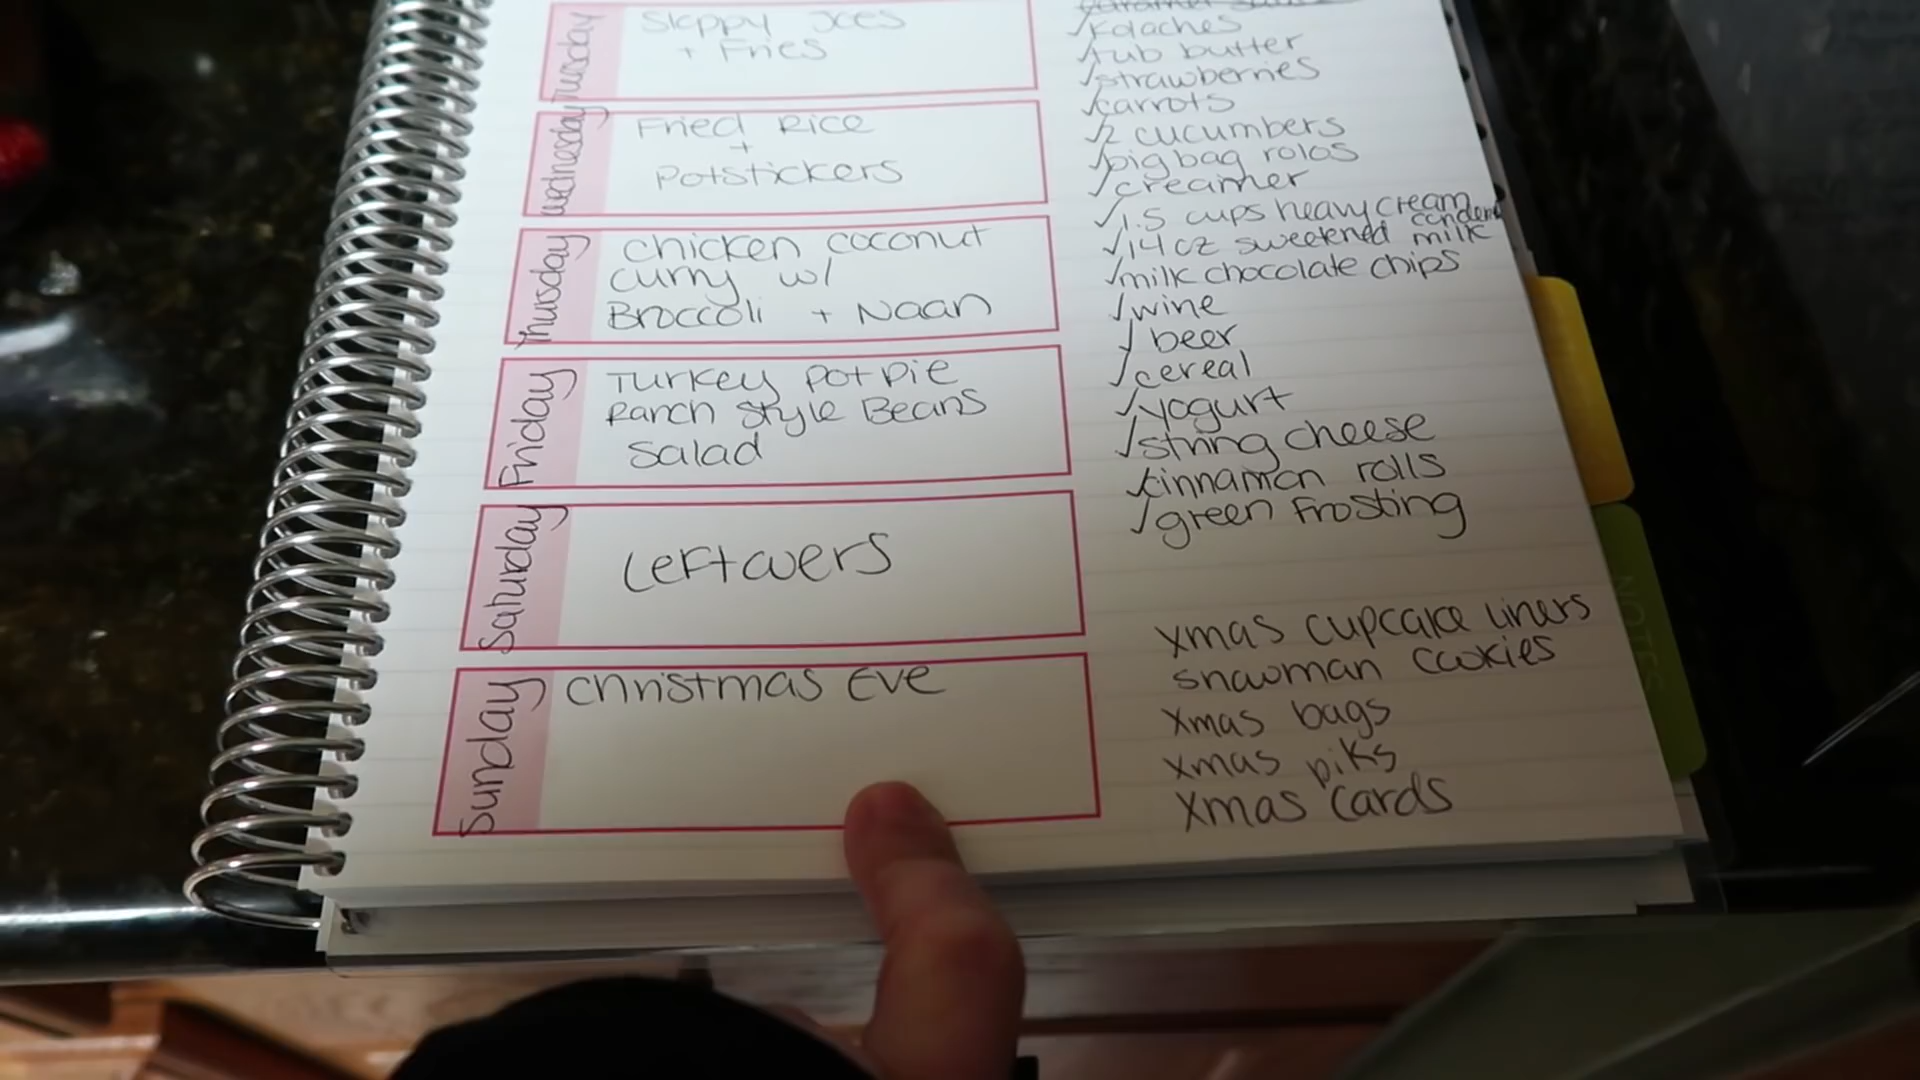 Tuesday
Sloppy Joes
+ Fries
Wednesday
Fried Rice
+
Potstickers
Thursday
chicken coconut
curry w/
Broccoli + Naan
Friday
Turkey Pot Pie
Ranch Style Beans
Salad
Saturday
Leftovers
Sunday
Christmas Eve
✓Kolaches
✓tub butter
✓strawberries
✓carrots
✓2 cucumbers
✓big bag rolos
✓creamer
✓1.5 cups heavy cream
✓14 oz sweetened milk
✓milk chocolate chips
✓wine
✓beer
✓cereal
✓yogurt
✓string cheese
✓cinnamon rolls
✓green Frosting
xmas cupcake liners
snowman cookies
xmas bags
xmas piks
xmas cards
NOTES